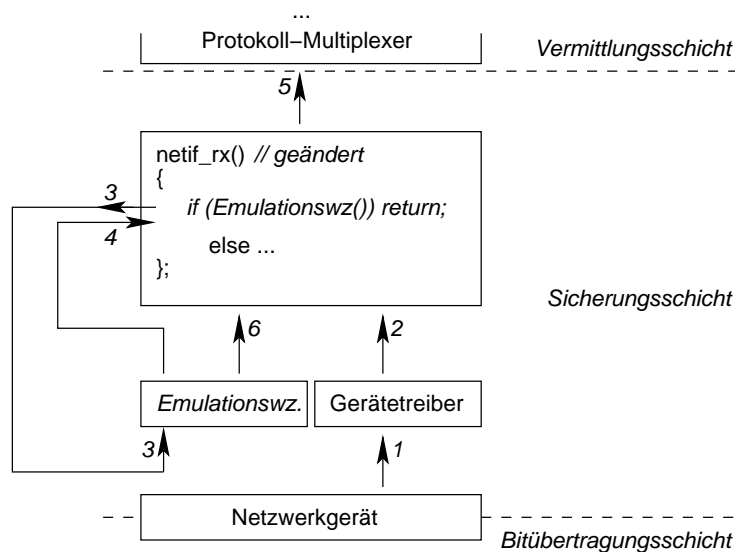 ...
Protokoll–Multiplexer
Vermittlungsschicht
5
netif_rx() // geändert
{
3
if (Emulationswz()) return;
4
else ...
};
Sicherungsschicht
6
2
Emulationswz.
Gerätetreiber
3
1
Netzwerkgerät
Bitübertragungsschicht